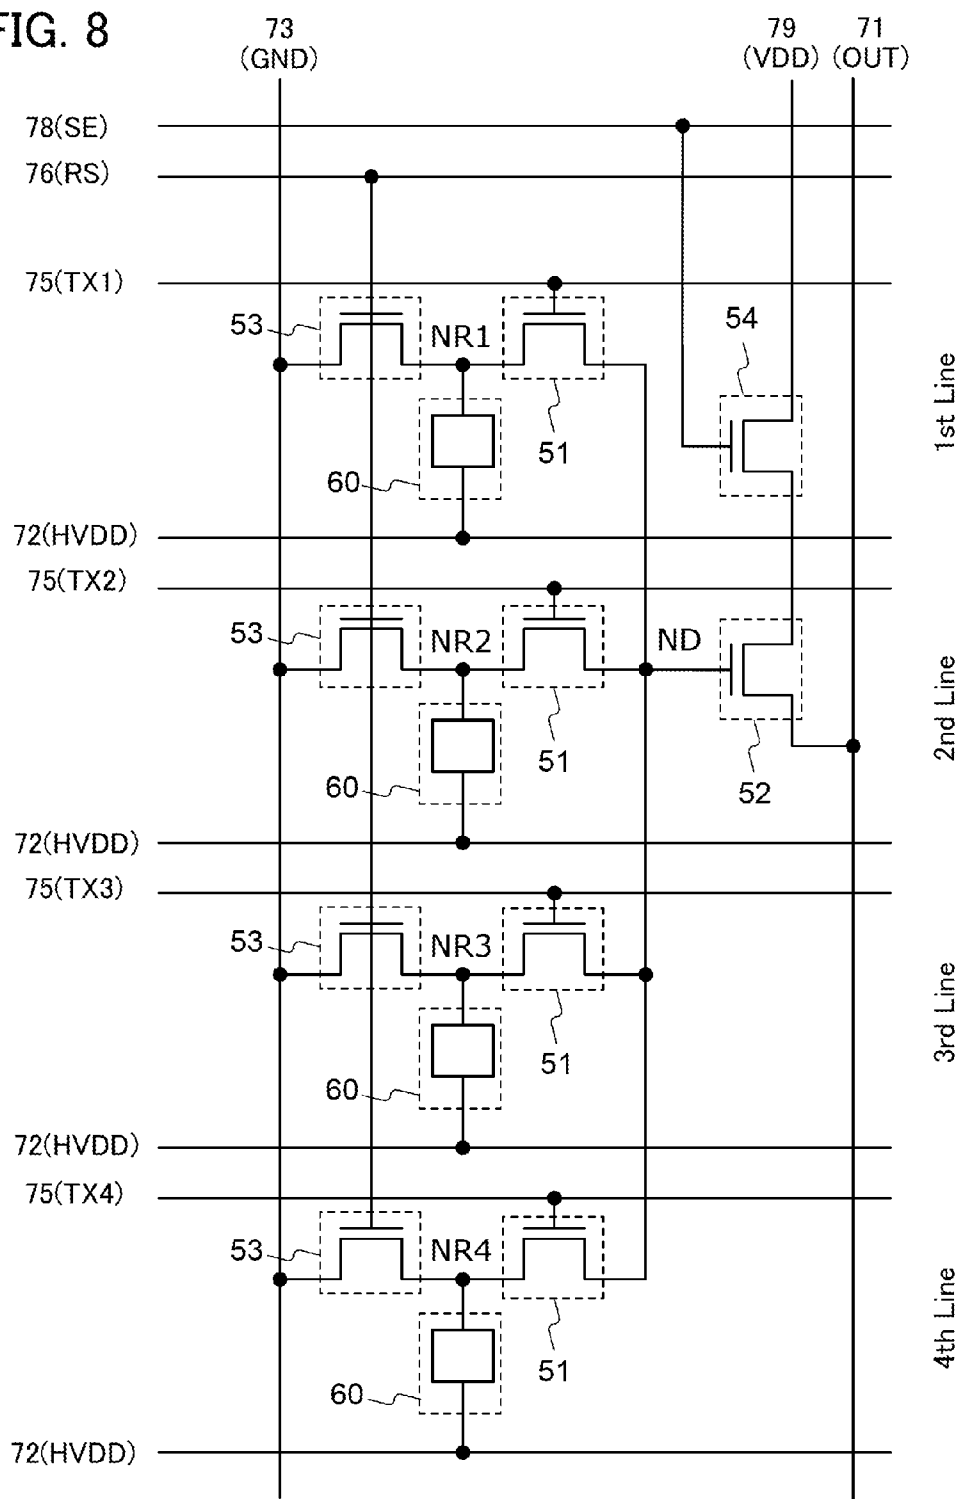 FIG. 8
73
(GND)
79
(VDD)
71
(OUT)
78(SE)
76(RS)
75(TX1)
53
NR1
54
51
60
1st Line
72(HVDD)
75(TX2)
53
NR2
ND
51
60
52
2nd Line
72(HVDD)
75(TX3)
53
NR3
51
60
3rd Line
72(HVDD)
75(TX4)
53
NR4
51
60
4th Line
72(HVDD)